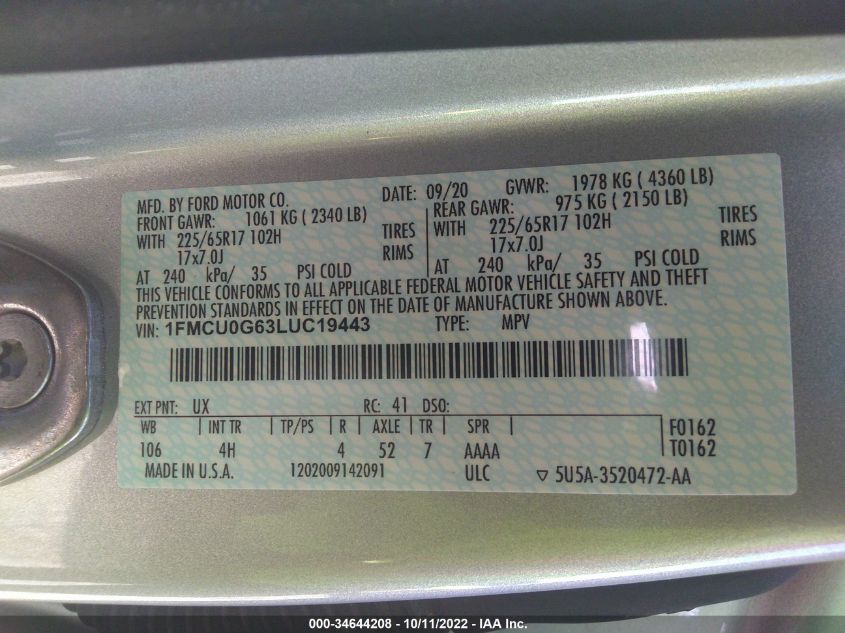 MFD. BY FORD MOTOR CO. DATE: 09/20 GVWR: 1978 KG ( 4360 LB)
FRONT GAWR: 1061 KG ( 2340 LB) REAR GAWR: 975 KG ( 2150 LB)
WITH 225/65R17 102H TIRES WITH 225/65R17 102H TIRES
17x7.0J RIMS 17x7.0J RIMS
AT 240 kPa/ 35 PSI COLD AT 240 kPa/ 35 PSI COLD
THIS VEHICLE CONFORMS TO ALL APPLICABLE FEDERAL MOTOR VEHICLE SAFETY AND THEFT
PREVENTION STANDARDS IN EFFECT ON THE DATE OF MANUFACTURE SHOWN ABOVE.
VIN: 1FMCU0G63LUC19443 TYPE: MPV
EXT PNT: UX RC: 41 DSO:
WB INT TR TP/PS R AXLE TR SPR F0162
106 4H 4 52 7 AAAA T0162
MADE IN U.S.A. 1202009142091 ULC ▽ 5U5A-3520472-AA
000-34644208 - 10/11/2022 - IAA Inc.